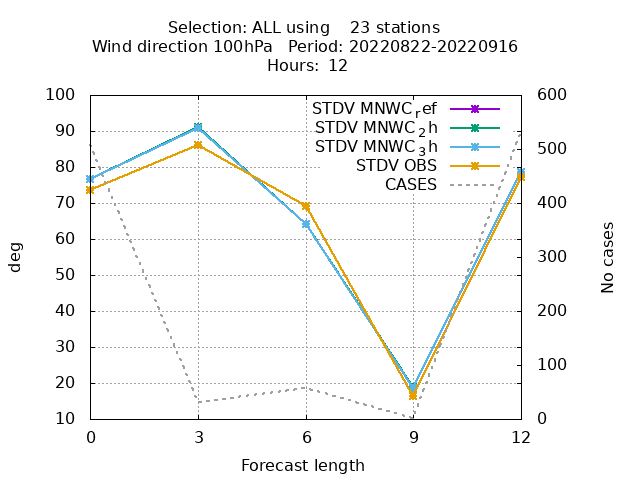 Selection: ALL using    23 stations
Wind direction 100hPa   Period: 20220822-20220916
Hours:  12
STDV MNWC_ref
STDV MNWC_2h
STDV MNWC_3h
STDV OBS
CASES
100
90
80
70
60
50
40
30
20
10
600
500
400
300
200
100
0
deg
No cases
0 3 6 9 12
Forecast length